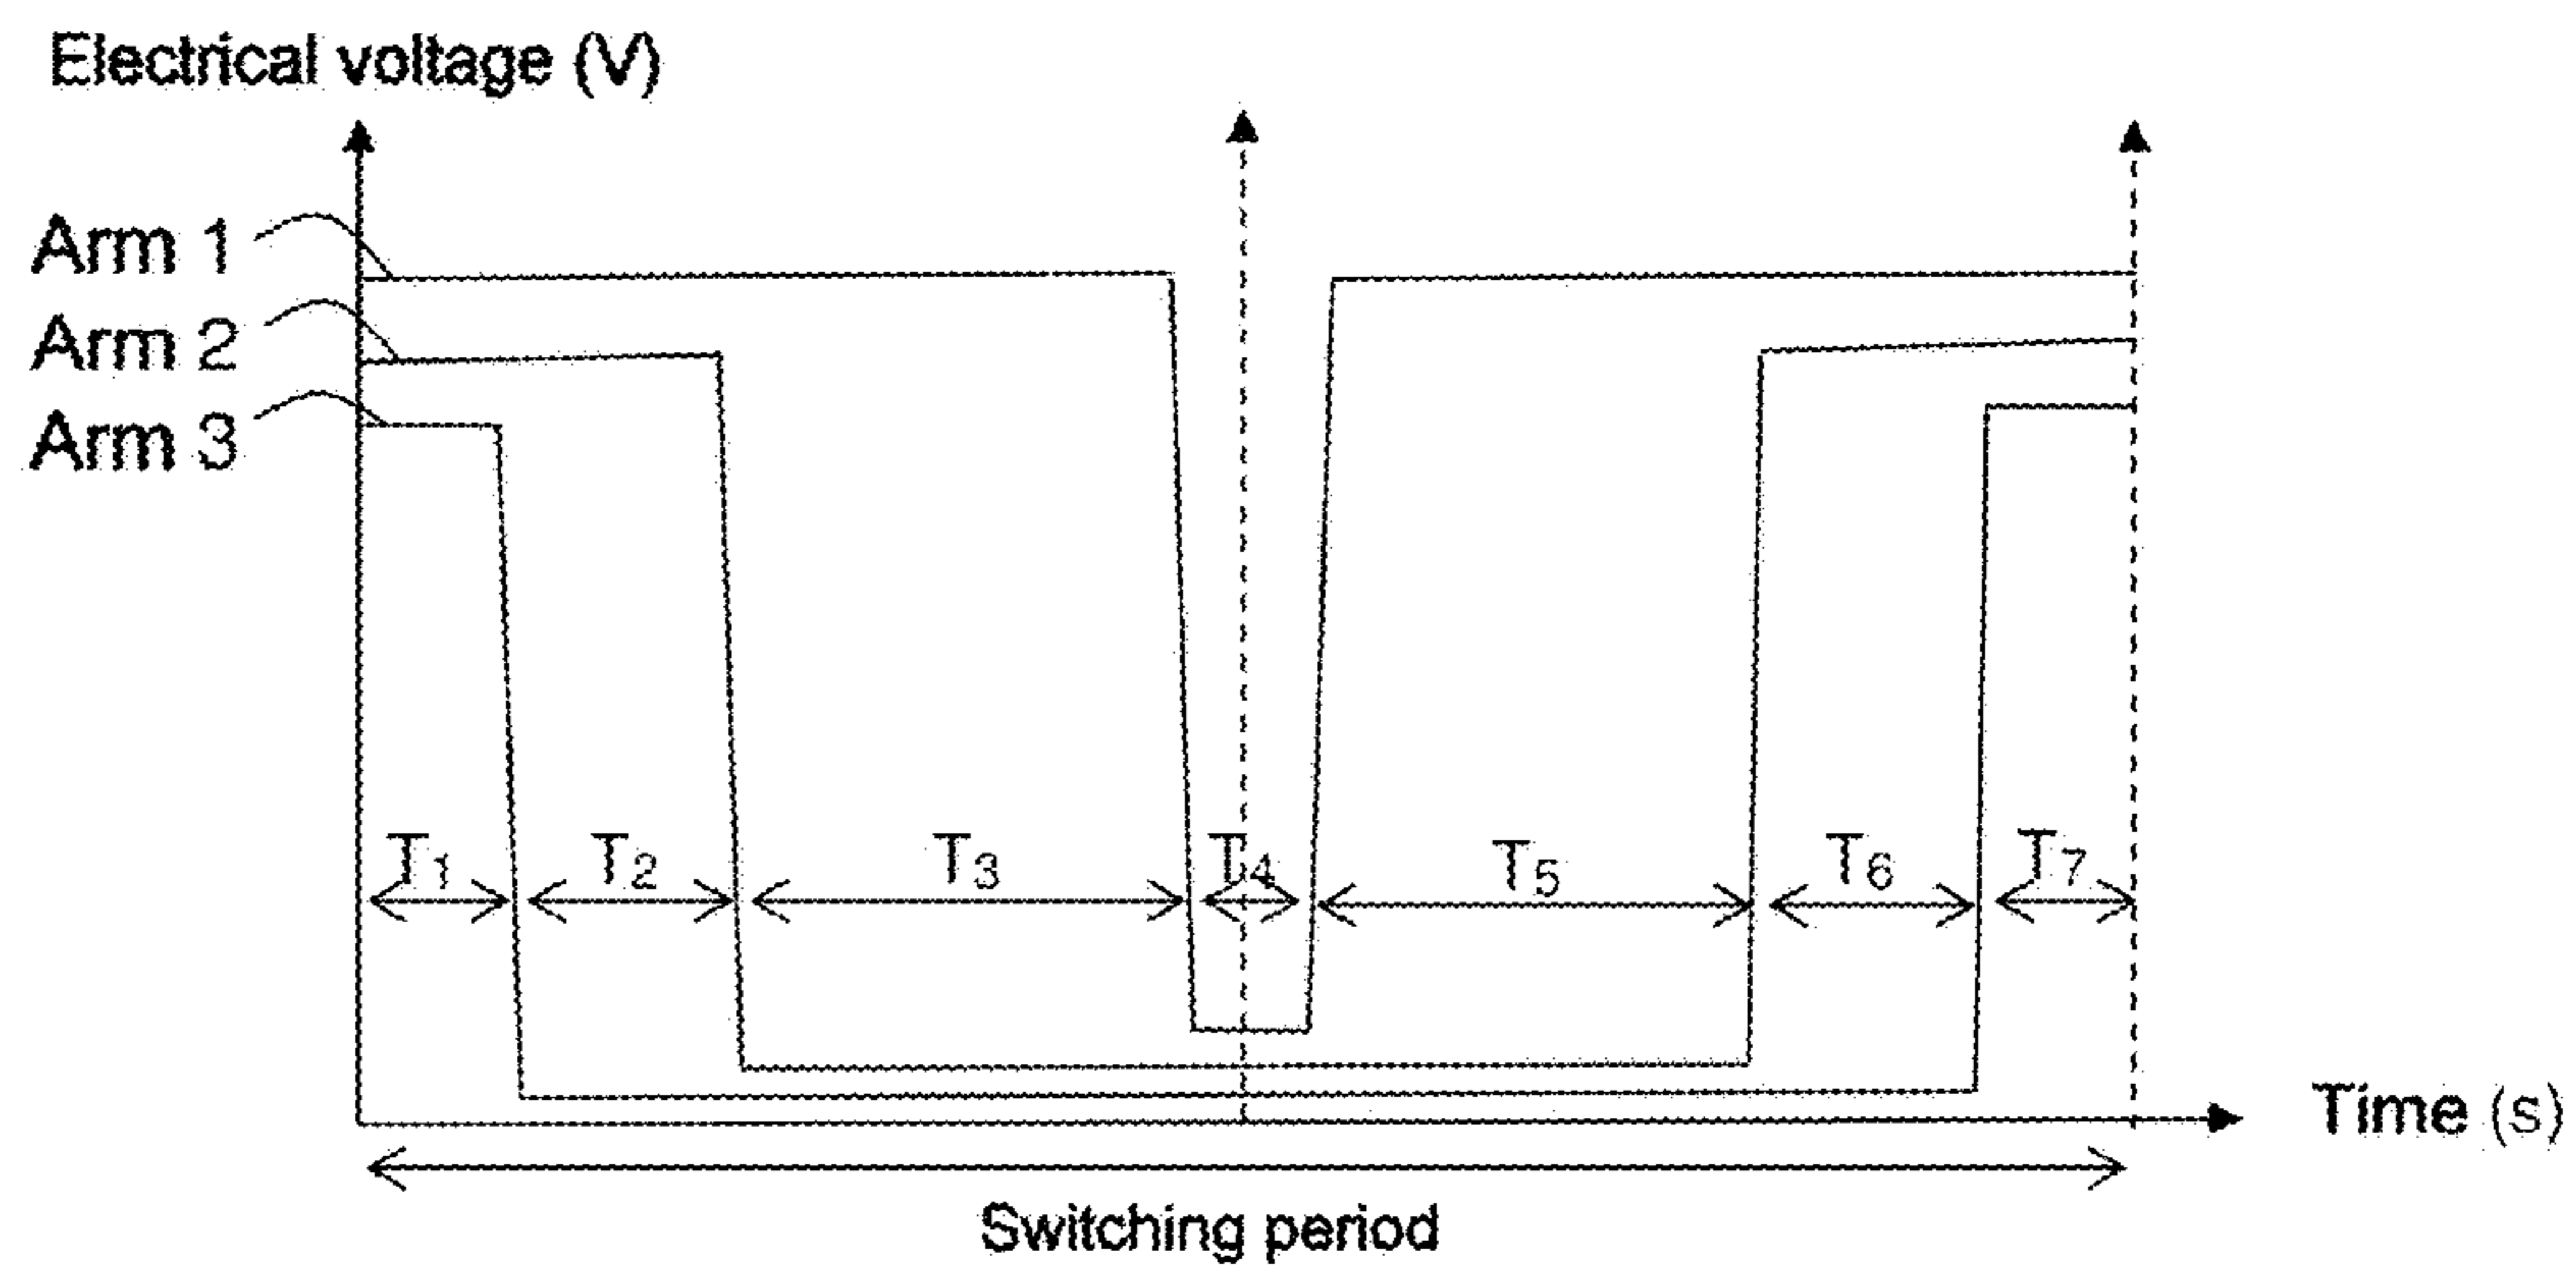 Electrical voltage (V)
Arm 1
Arm 2
Arm 3
T1 T2 T3 T4 T5 T6 T7
Time (s)
Switching period